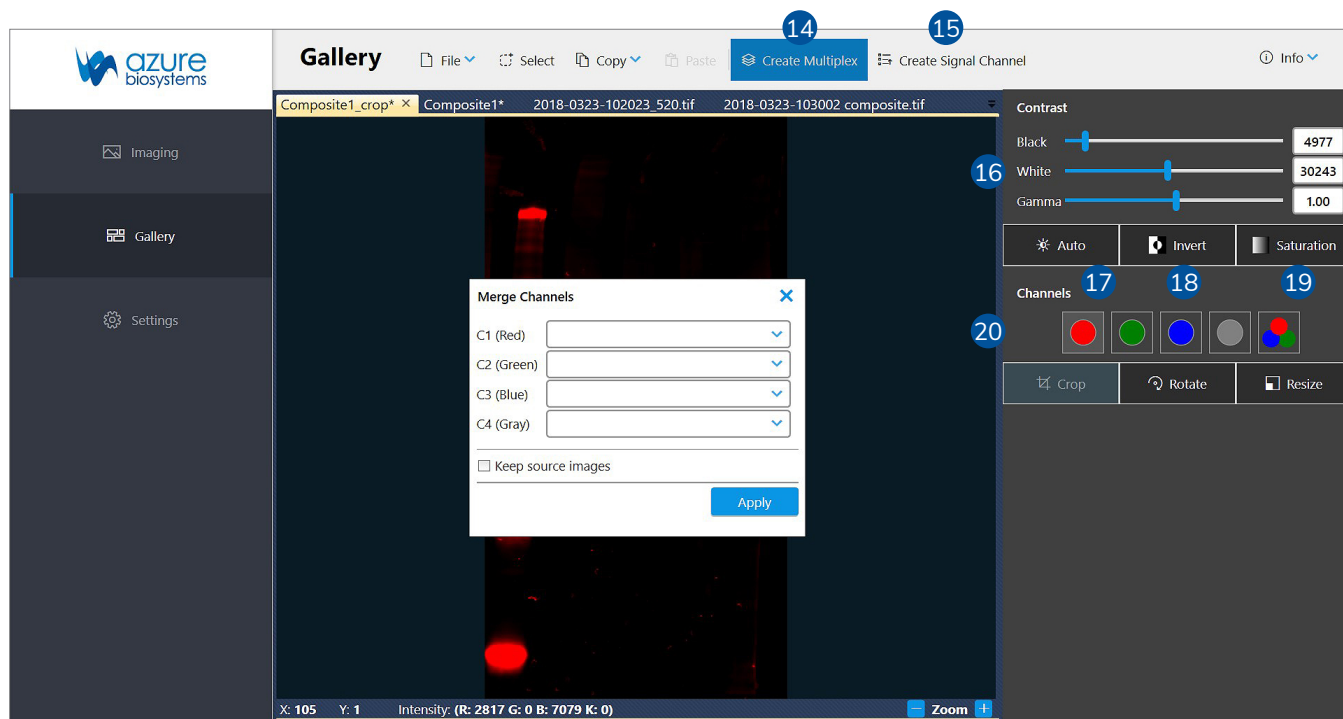 14
15
azure
biosystems
Gallery
File
Select
Copy
Paste
Create Multiplex
Create Signal Channel
Info
Composite1_crop* ×
Composite1*
2018-0323-102023_520.tif
2018-0323-103002 composite.tif
Imaging
Gallery
Settings
Contrast
Black 4977
16
White 30243
Gamma 1.00
Auto
Invert
Saturation
17
18
19
Channels
20
Crop
Rotate
Resize
Merge Channels
C1 (Red)
C2 (Green)
C3 (Blue)
C4 (Gray)
Keep source images
Apply
X: 105 Y: 1 Intensity: (R: 2817 G: 0 B: 7079 K: 0)
Zoom